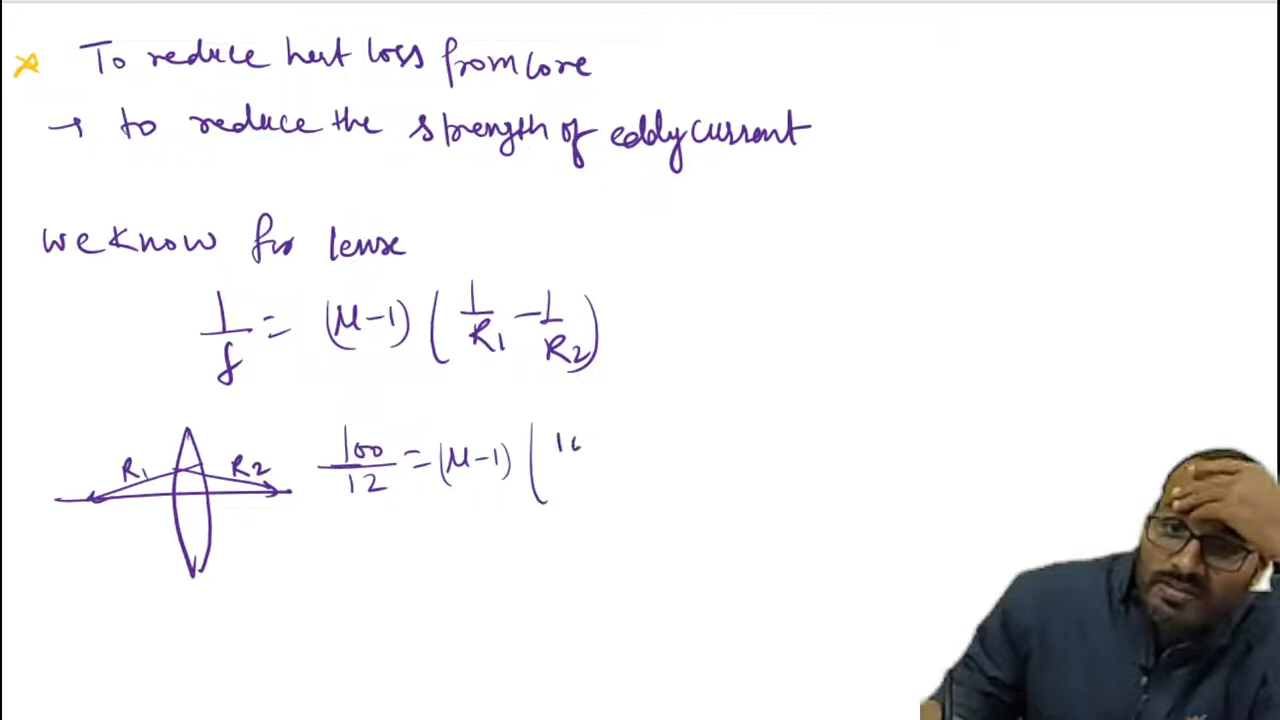 To reduce heat loss from core
→ to reduce the strength of eddy current
we know for lense
1/f = (μ-1) (1/R1 - 1/R2)
R1 R2 100/12 = (μ-1) ( 10